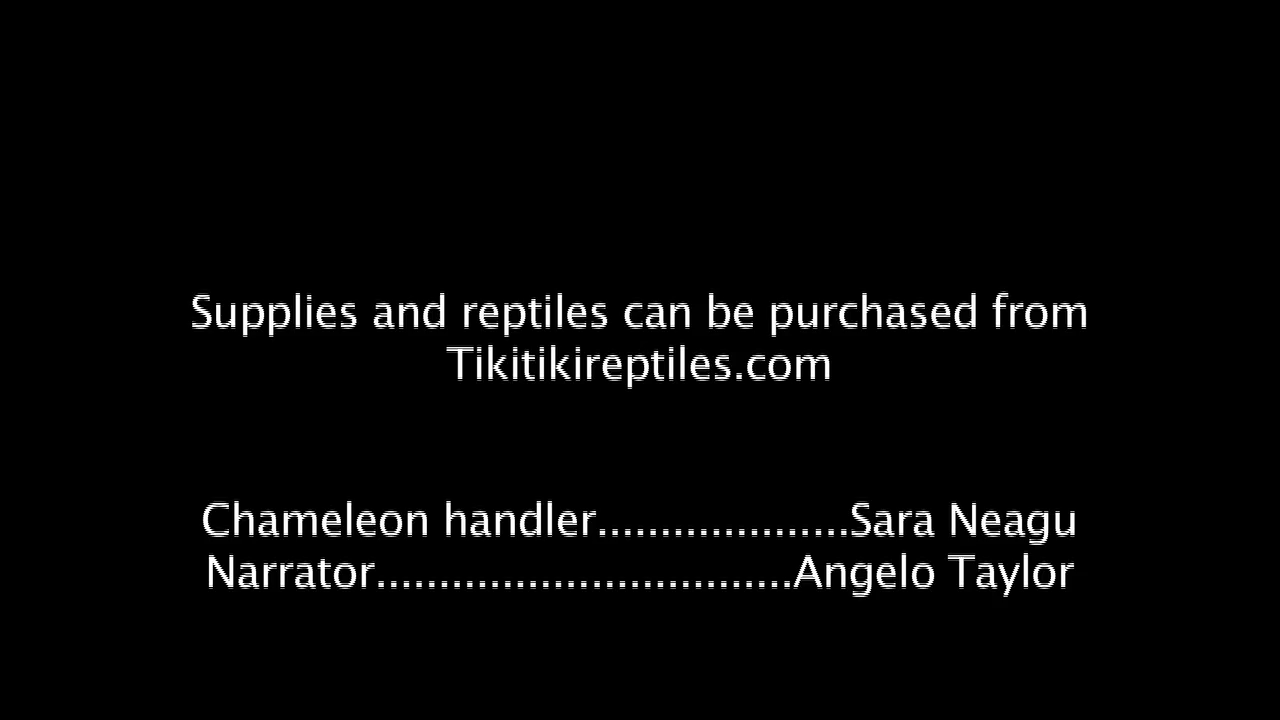 Supplies and reptiles can be purchased from
Tikitikireptiles.com
Chameleon handler....................Sara Neagu
Narrator.................................Angelo Taylor